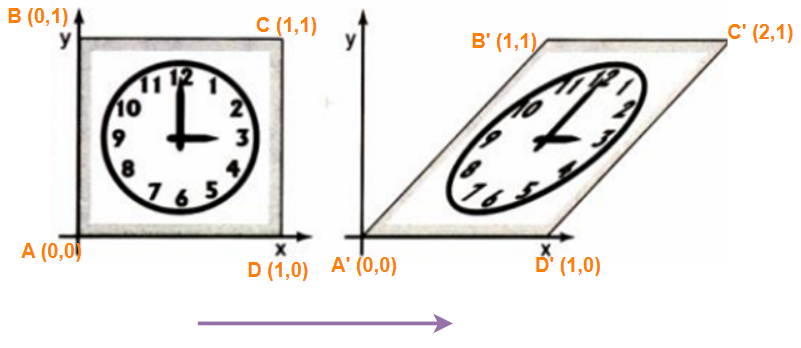 B (0,1)
y
C (1,1)
12
1
2
3
4
5
6
7
8
9
10
11
A (0,0)
x
D (1,0)
y
B' (1,1)
C' (2,1)
12
1
2
3
4
5
6
7
8
9
10
11
A' (0,0)
x
D' (1,0)